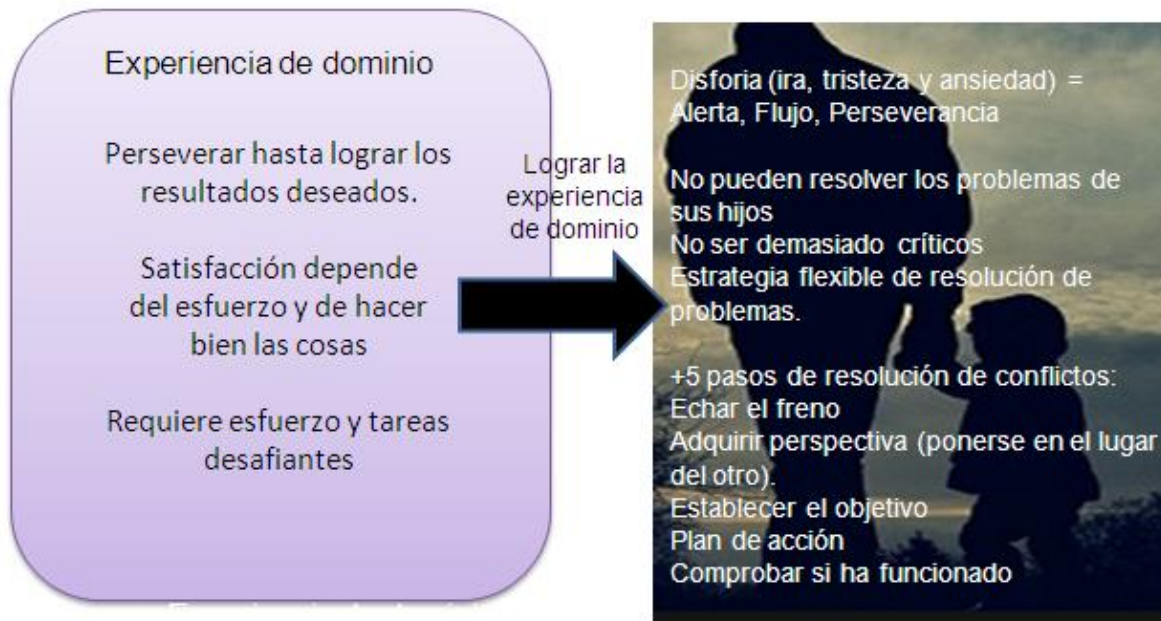 Experiencia de dominio
Perseverar hasta lograr los
resultados deseados.
Satisfacción depende
del esfuerzo y de hacer
bien las cosas
Requiere esfuerzo y tareas
desafiantes
Lograr la
experiencia
de dominio
Disforia (ira, tristeza y ansiedad) =
Alerta, Flujo, Perseverancia
No pueden resolver los problemas de
sus hijos
No ser demasiado críticos
Estrategia flexible de resolución de
problemas.
+5 pasos de resolución de conflictos:
Echar el freno
Adquirir perspectiva (ponerse en el lugar
del otro).
Establecer el objetivo
Plan de acción
Comprobar si ha funcionado